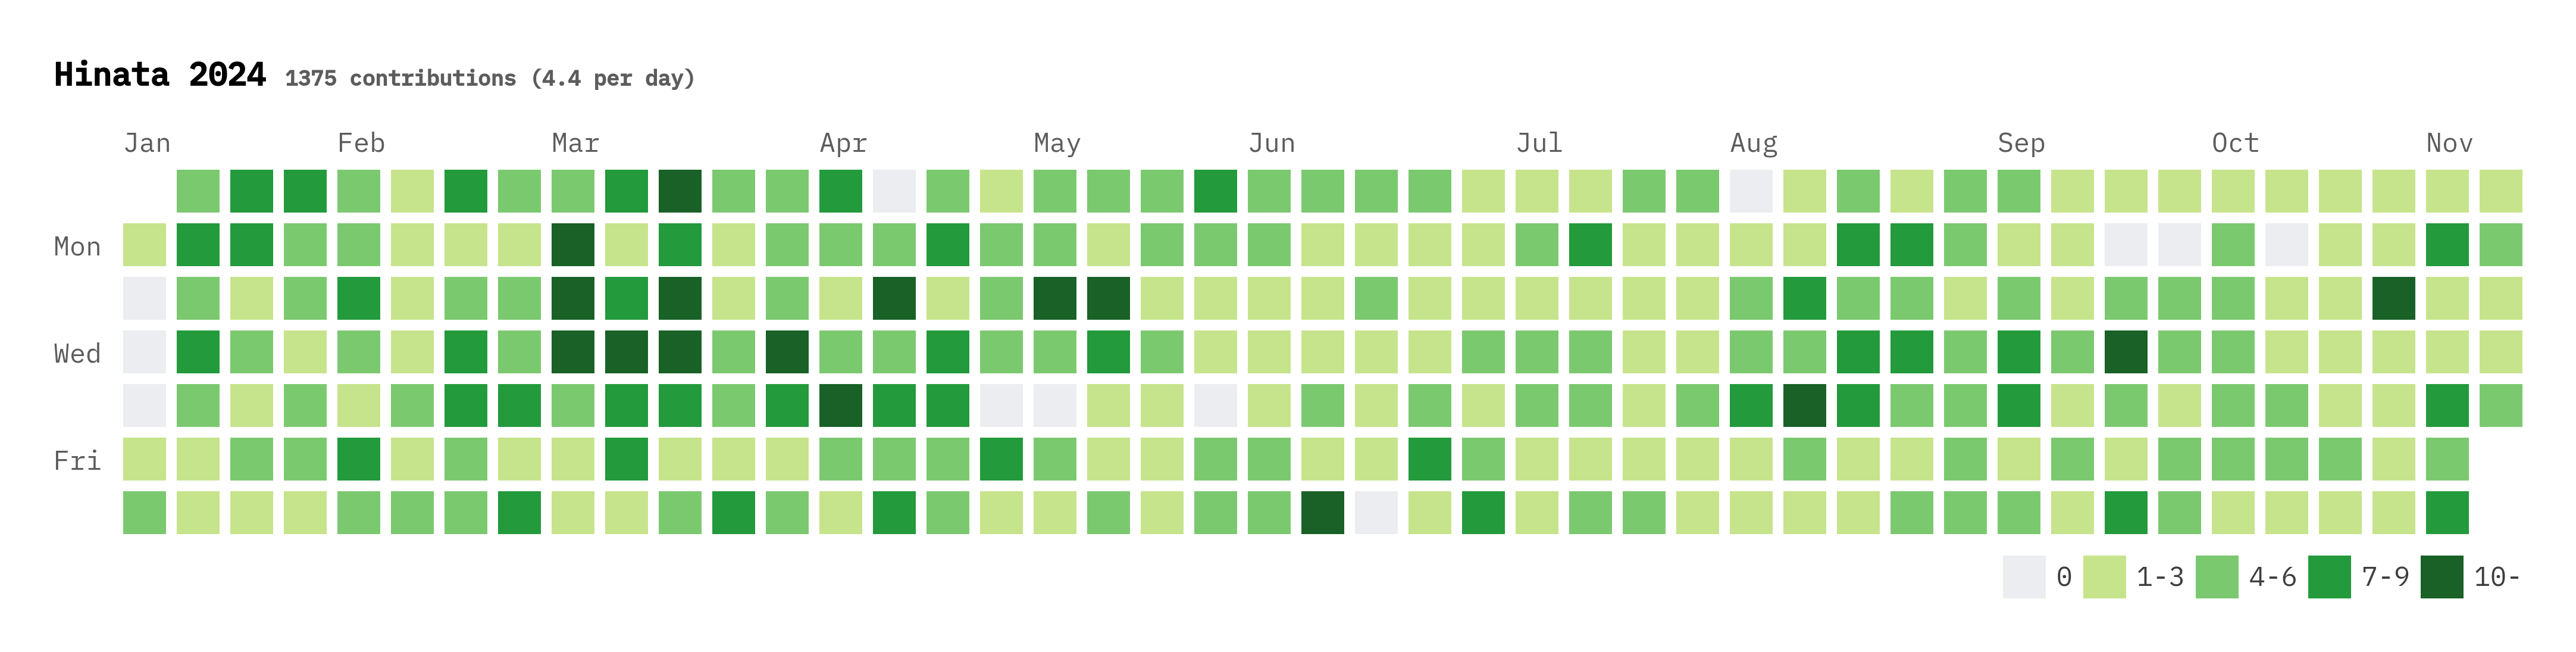 Hinata 2024 1375 contributions (4.4 per day)
Jan Feb Mar Apr May Jun Jul Aug Sep Oct Nov
Mon
Wed
Fri
0 1-3 4-6 7-9 10-